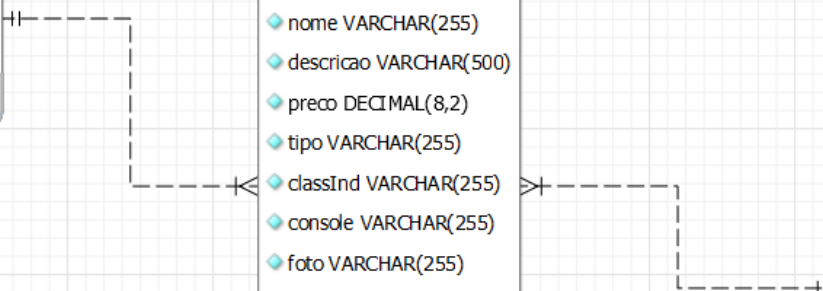 nome VARCHAR(255)
descricao VARCHAR(500)
preco DECIMAL(8,2)
tipo VARCHAR(255)
classInd VARCHAR(255)
console VARCHAR(255)
foto VARCHAR(255)